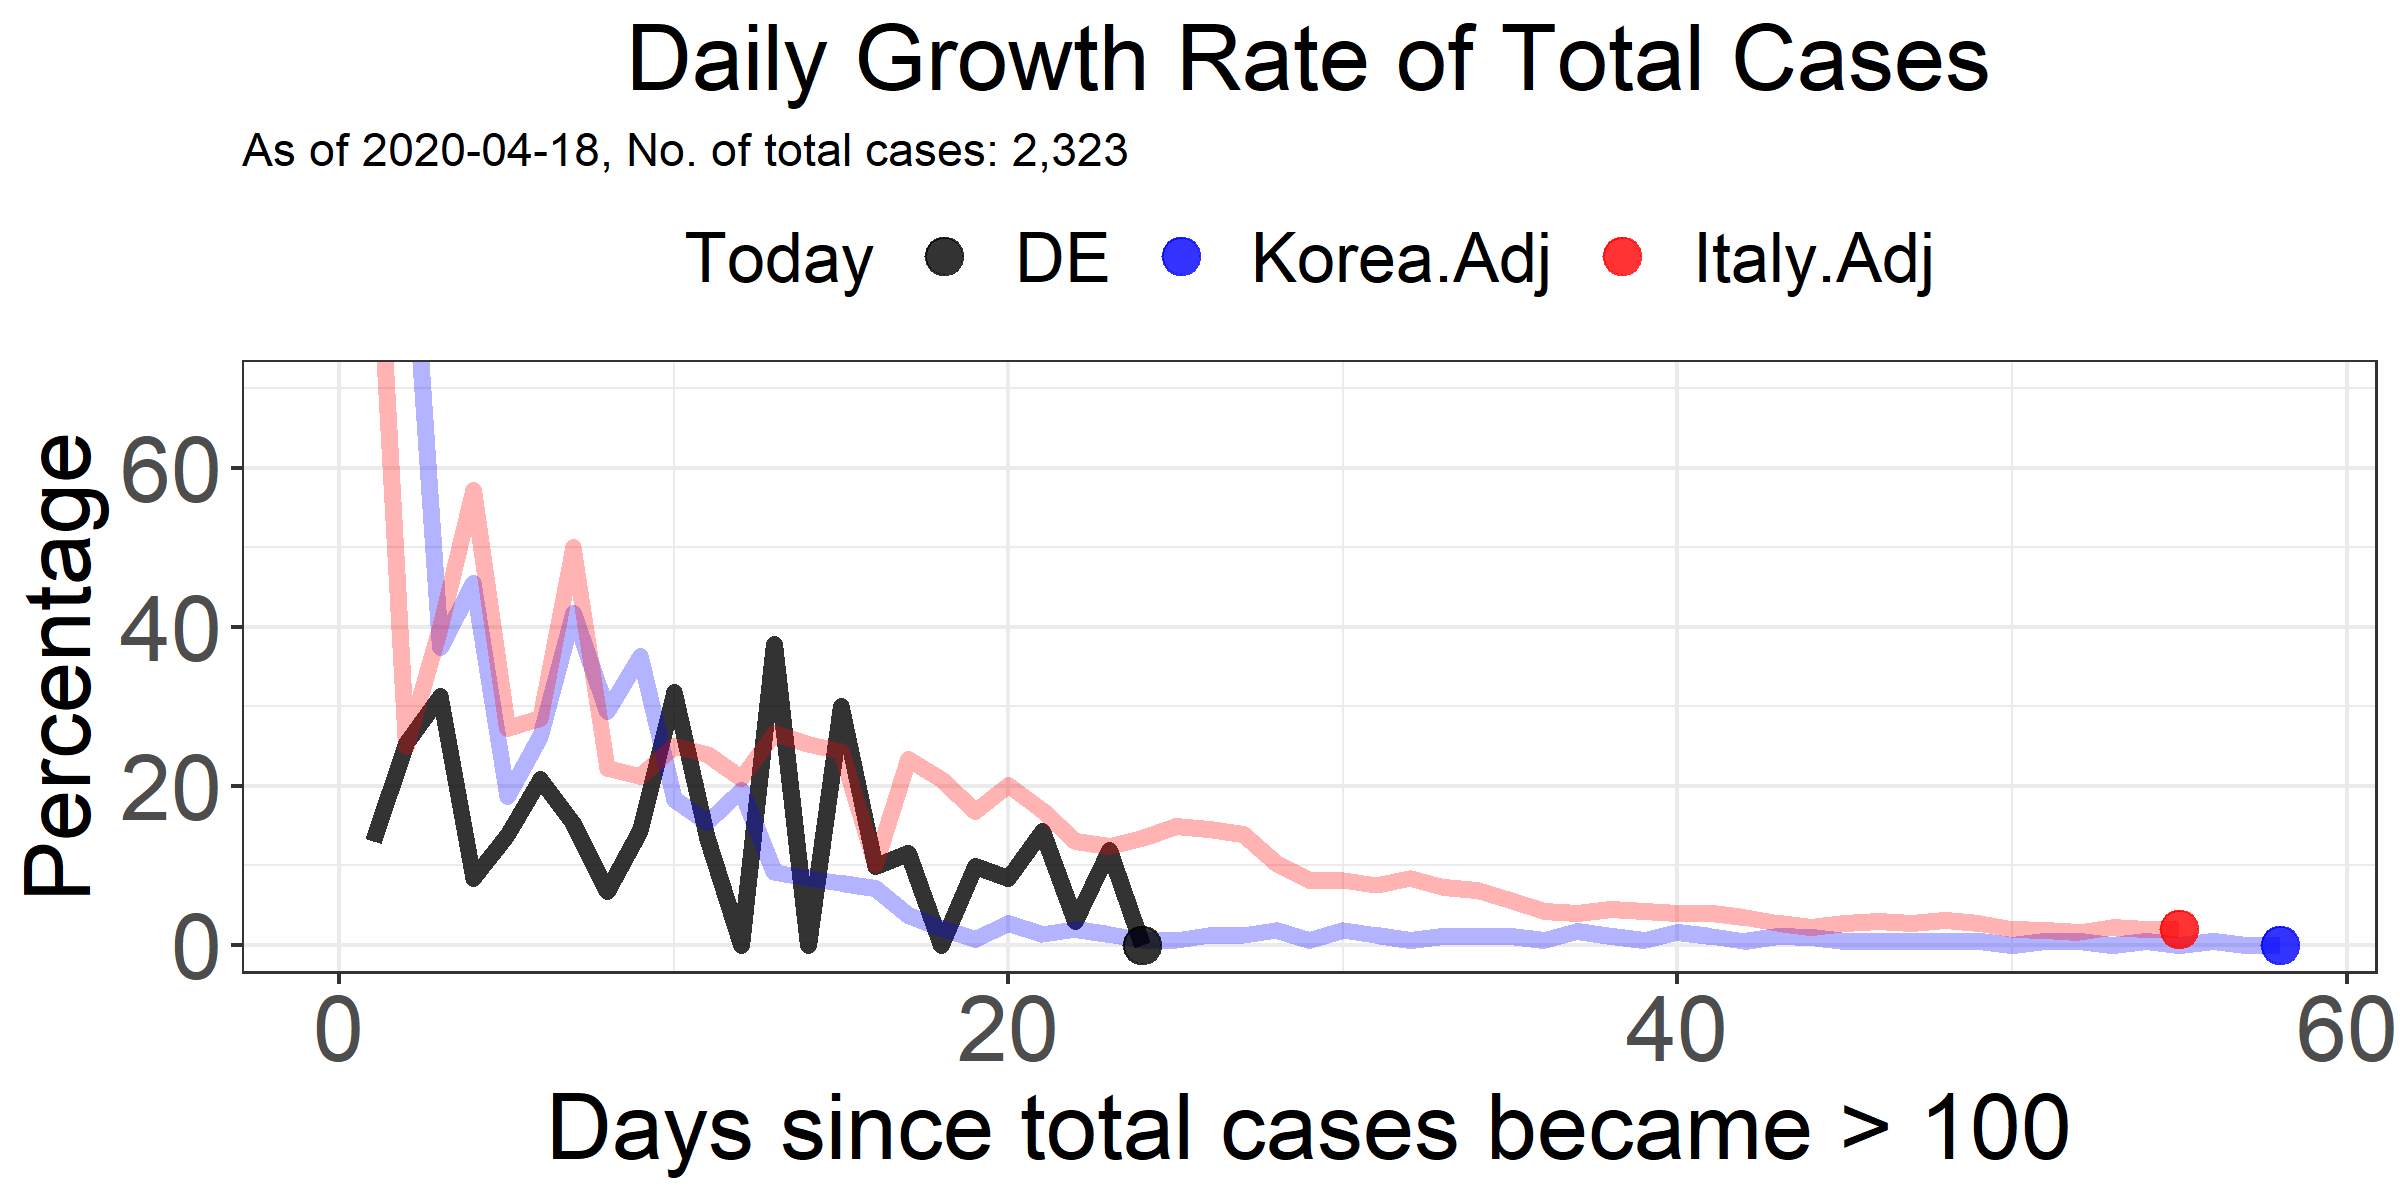 Daily Growth Rate of Total Cases
As of 2020-04-18, No. of total cases: 2,323
Today DE Korea.Adj Italy.Adj
Percentage
60
40
20
0
0 20 40 60
Days since total cases became > 100